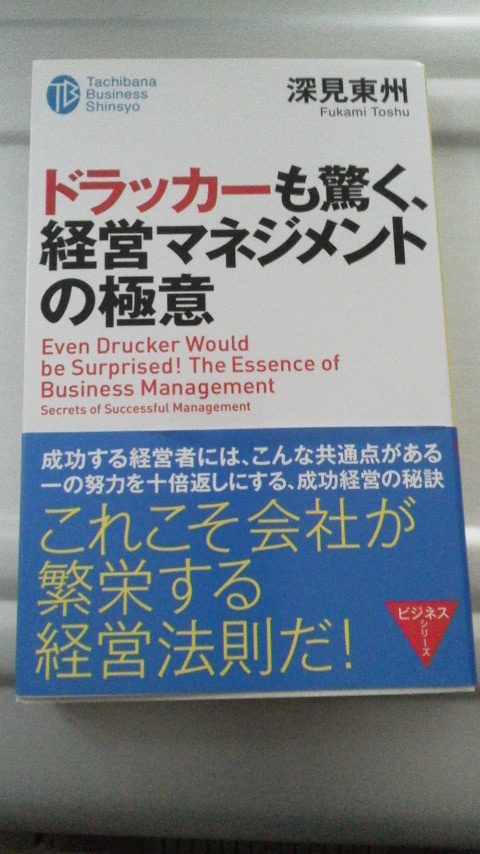 Tachibana
Business
Shinsyo
深見東州
Fukami Toshu
ドラッカーも驚く、
経営マネジメント
の極意
Even Drucker Would
be Surprised! The Essence of
Business Management
Secrets of Successful Management
成功する経営者には、こんな共通点がある
一の努力を十倍返しにする、成功経営の秘訣
これこそ会社が
繁栄する
経営法則だ!
ビジネス
シリーズ